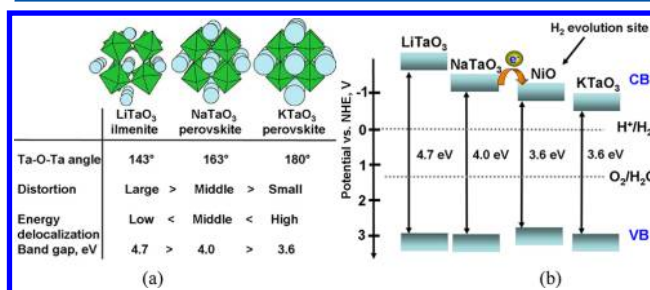 LiTaO3 NaTaO3 KTaO3
ilmenite perovskite perovskite
Ta-O-Ta angle 143° 163° 180°
Distortion Large > Middle > Small
Energy
delocalization Low < Middle < High
Band gap, eV 4.7 > 4.0 > 3.6
(a)
H2 evolution site
LiTaO3
NaTaO3 e- NiO
KTaO3
CB
Potential vs. NHE, V
-1
0
1
2
3
H+/H2
4.7 eV 4.0 eV 3.6 eV 3.6 eV
O2/H2O
VB
(b)